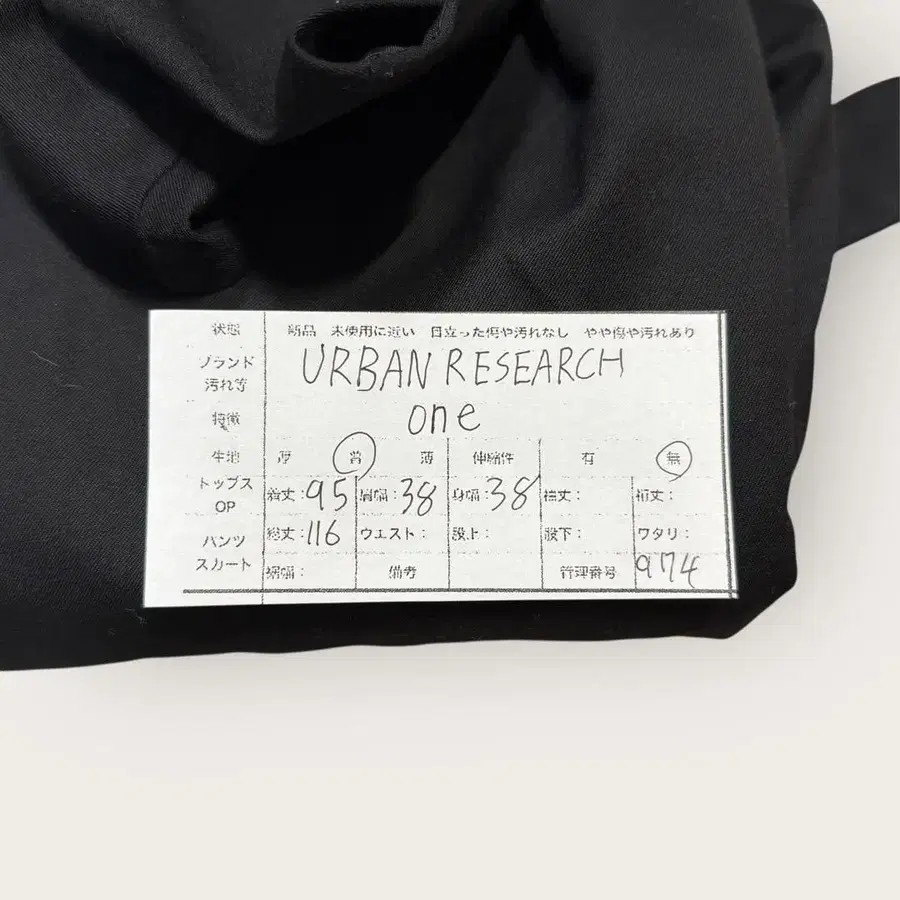 状態 新品 未使用に近い 目立った傷や汚れなし やや傷や汚れあり
ブランド URBAN RESEARCH
汚れ等
特徴 one
生地 厚 普 薄 伸縮性 有 無
トップス OP 着丈：95 肩幅：38 身幅：38 袖丈： 裄丈：
パンツ スカート 総丈：116 ウエスト： 股上： 股下： ワタリ：
裾幅： 備考 管理番号 974